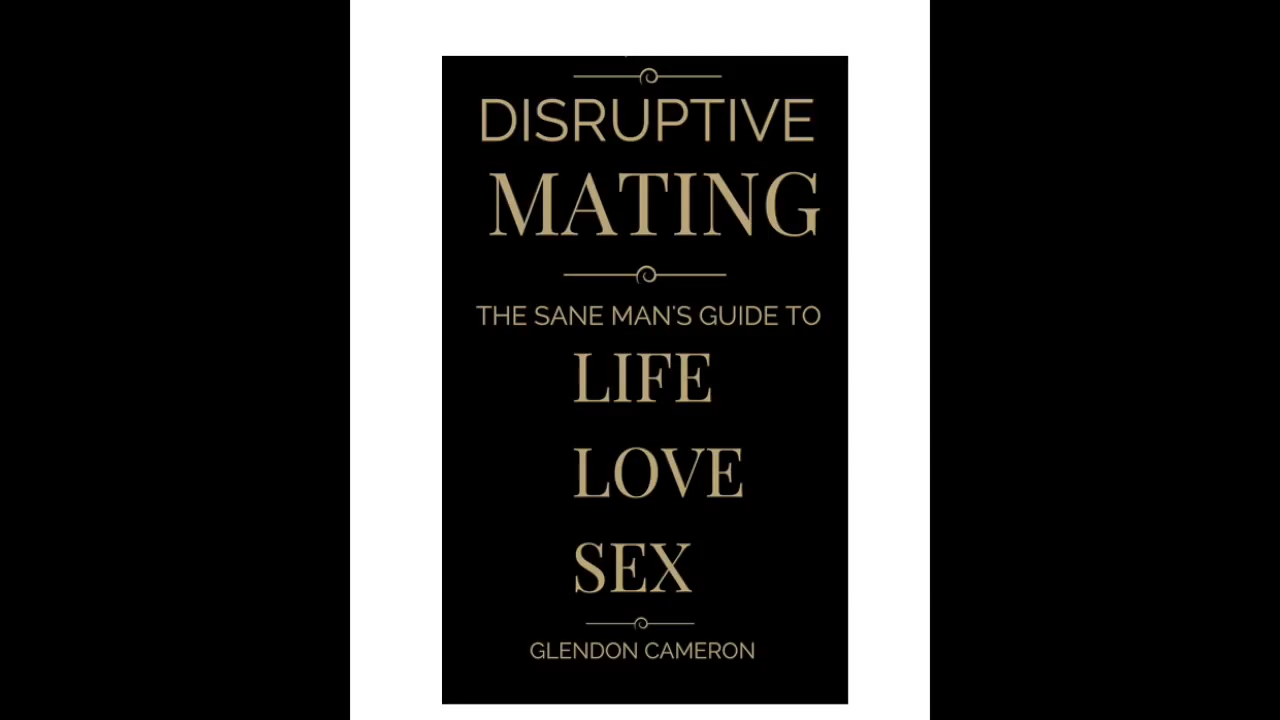 DISRUPTIVE
MATING
THE SANE MAN'S GUIDE TO
LIFE
LOVE
SEX
GLENDON CAMERON